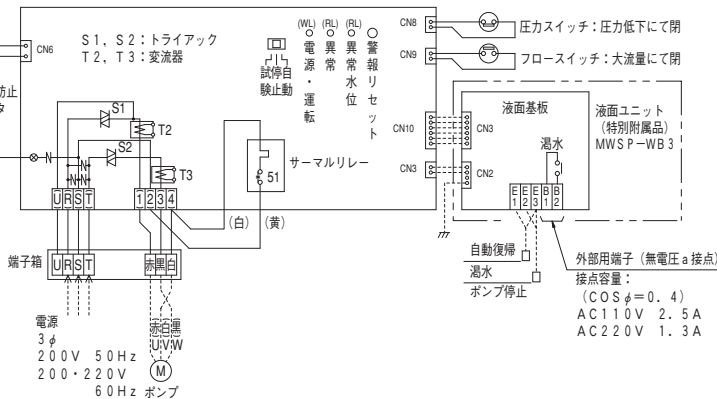 S1, S2：トライアック
T2, T3：変流器
CN6
防止
タ
(WL) (RL) (RL)
電源・運転
異常
異常水位
警報リセット
試験
停止
自動
CN8
圧力スイッチ：圧力低下にて閉
CN9
フロースイッチ：大流量にて閉
CN10
CN3
S1
T2
S2
T3
サーマルリレー
51
U R S T
1 2 3 4
(白) (黄)
液面基板
CN3
CN2
渇水
E1 E2 E3 B1 B2
液面ユニット
(特別附属品)
MWSP－WB3
自動復帰
渇水
ポンプ停止
外部用端子 (無電圧a接点)
接点容量：
(COSφ＝0．4)
AC110V 2．5A
AC220V 1．3A
端子箱
U R S T
赤 黒 白
電源
3φ
200V 50Hz
200・220V
60Hz
(赤) (白) (黒)
U V W
M
ポンプ